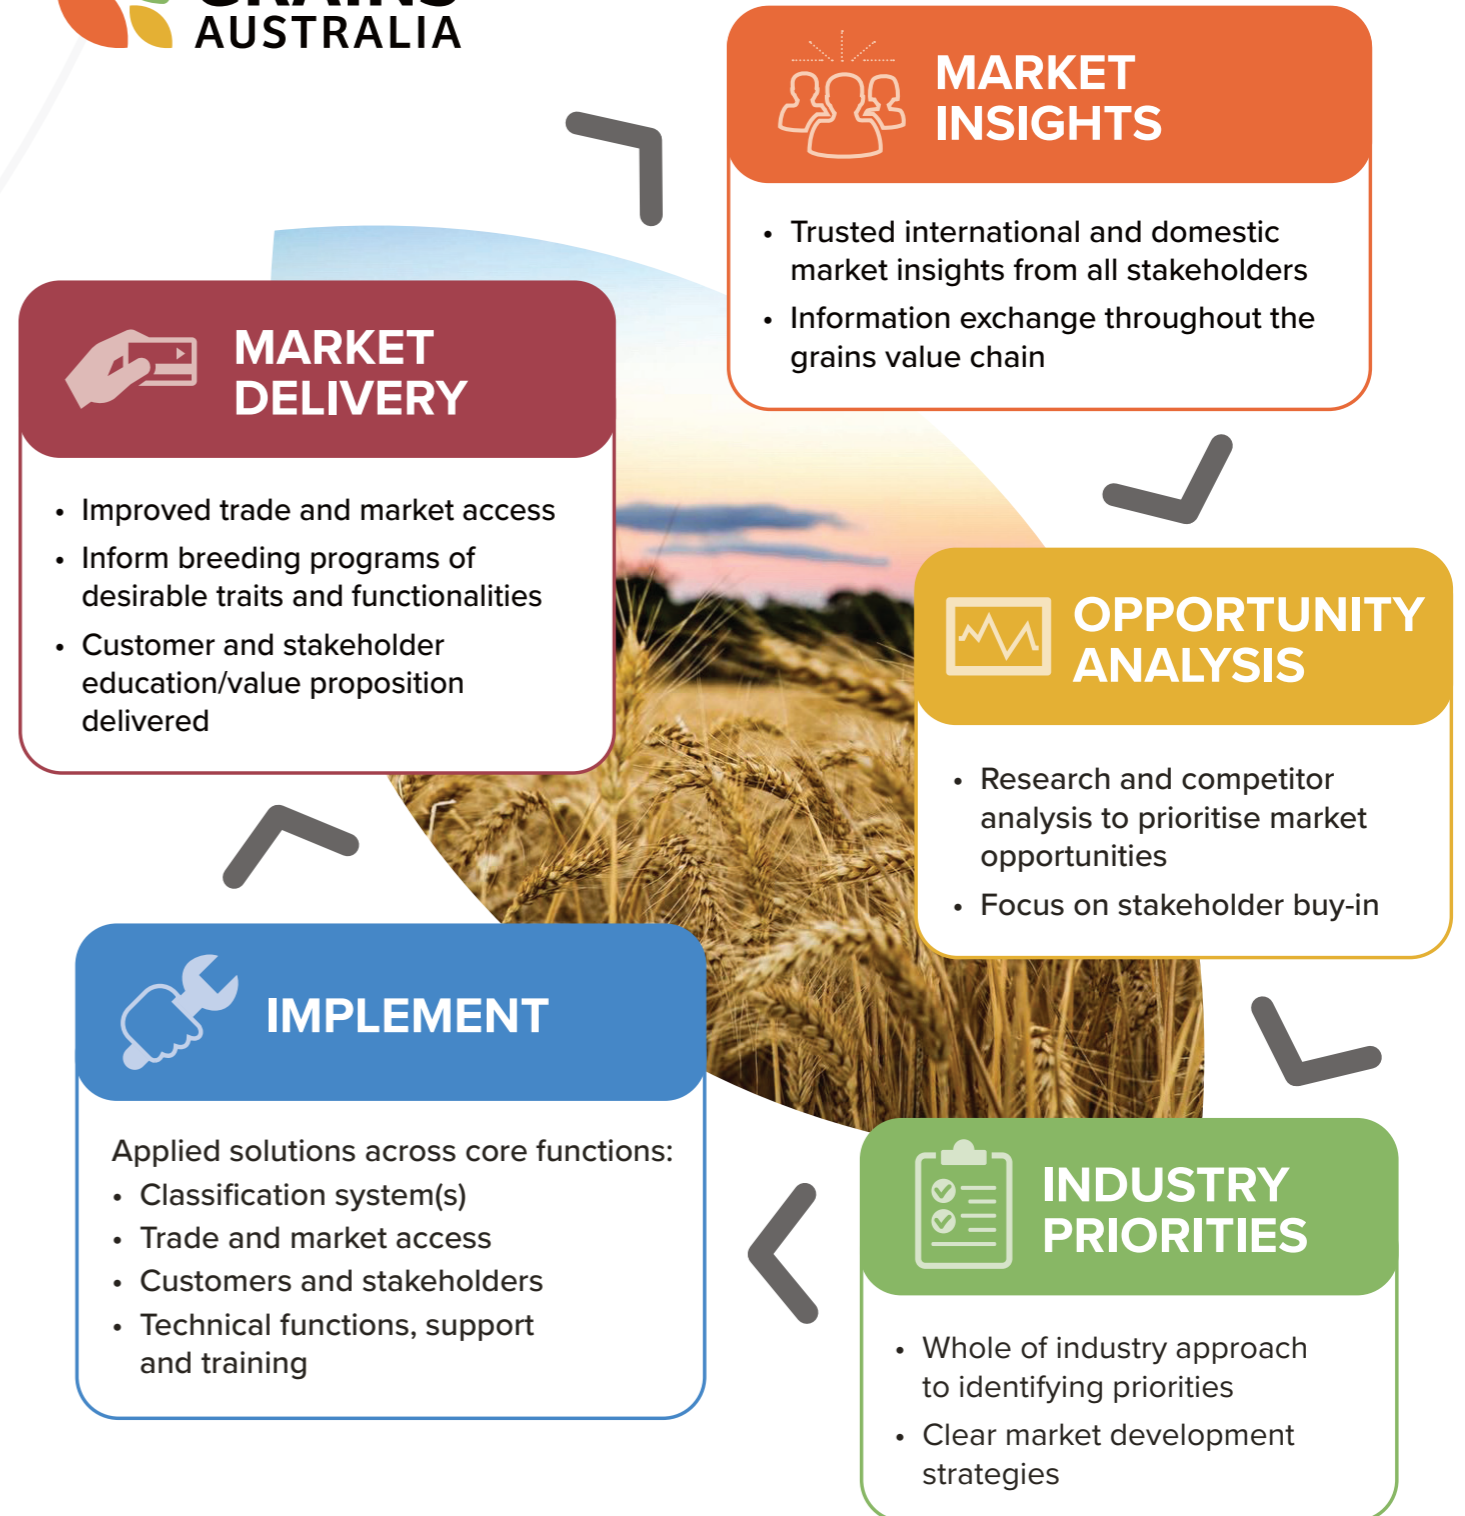 GRAINS
AUSTRALIA
MARKET
INSIGHTS
• Trusted international and domestic
market insights from all stakeholders
• Information exchange throughout the
grains value chain
MARKET
DELIVERY
• Improved trade and market access
• Inform breeding programs of
desirable traits and functionalities
• Customer and stakeholder
education/value proposition
delivered
OPPORTUNITY
ANALYSIS
• Research and competitor
analysis to prioritise market
opportunities
• Focus on stakeholder buy-in
IMPLEMENT
Applied solutions across core functions:
• Classification system(s)
• Trade and market access
• Customers and stakeholders
• Technical functions, support
and training
INDUSTRY
PRIORITIES
• Whole of industry approach
to identifying priorities
• Clear market development
strategies